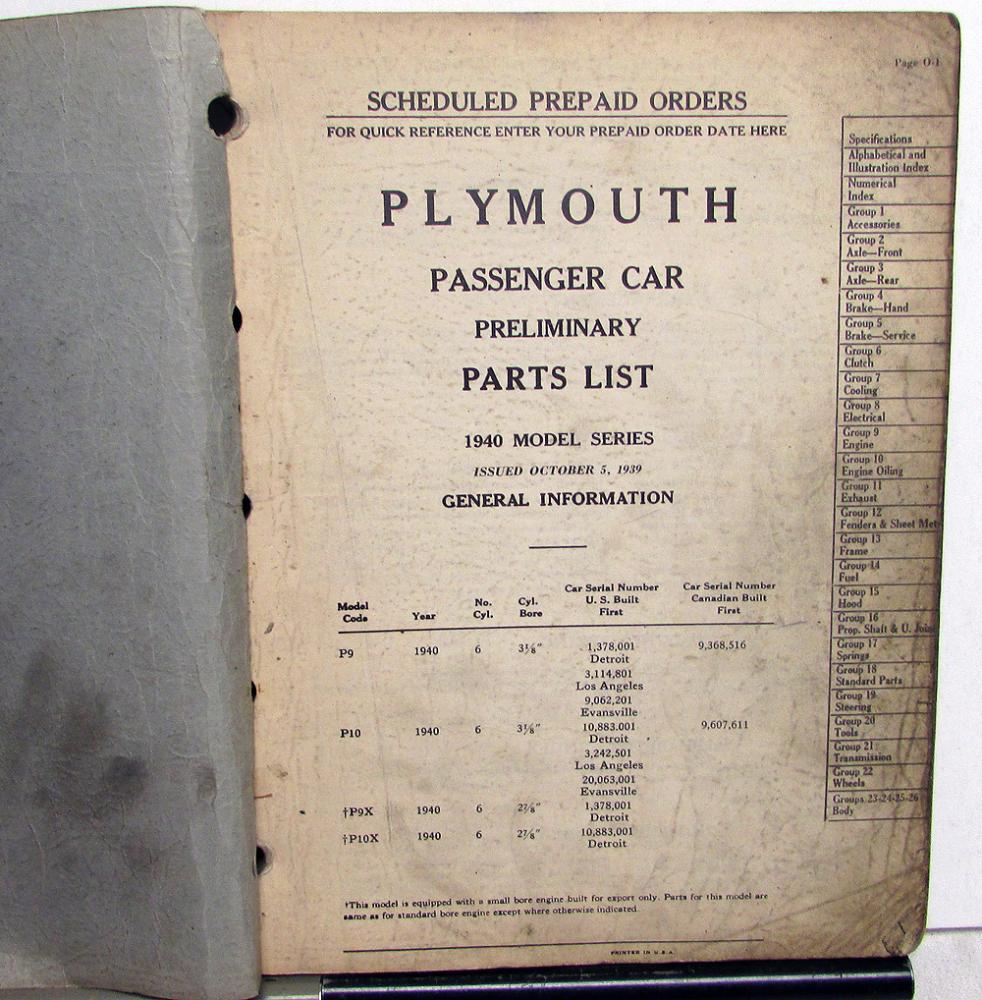 Page 0-1
SCHEDULED PREPAID ORDERS
FOR QUICK REFERENCE ENTER YOUR PREPAID ORDER DATE HERE
PLYMOUTH
PASSENGER CAR
PRELIMINARY
PARTS LIST
1940 MODEL SERIES
ISSUED OCTOBER 5, 1939
GENERAL INFORMATION
Model Code Year No. Cyl. Cyl. Bore Car Serial Number U. S. Built First Car Serial Number Canadian Built First
P9 1940 6 3⅛″ 1,378,001 9,368,516
Detroit
3,114,801
Los Angeles
9,062,201
Evansville
P10 1940 6 3⅛″ 10,883.001 9,607,611
Detroit
3,242,501
Los Angeles
20,063,001
Evansville
†P9X 1940 6 2⅞″ 1,378,001
Detroit
†P10X 1940 6 2⅞″ 10,883,001
Detroit
†This model is equipped with a small bore engine built for export only. Parts for this model are
same as for standard bore engine except where otherwise indicated.
PRINTED IN U.S.A.
Specifications
Alphabetical and
Illustration Index
Numerical
Index
Group 1
Accessories
Group 2
Axle—Front
Group 3
Axle—Rear
Group 4
Brake—Hand
Group 5
Brake—Service
Group 6
Clutch
Group 7
Cooling
Group 8
Electrical
Group 9
Engine
Group 10
Engine Oiling
Group 11
Exhaust
Group 12
Fenders & Sheet Met
Group 13
Frame
Group 14
Fuel
Group 15
Hood
Group 16
Prop. Shaft & U. Joint
Group 17
Springs
Group 18
Standard Parts
Group 19
Steering
Group 20
Tools
Group 21
Transmission
Group 22
Wheels
Groups 23-24-25-26
Body